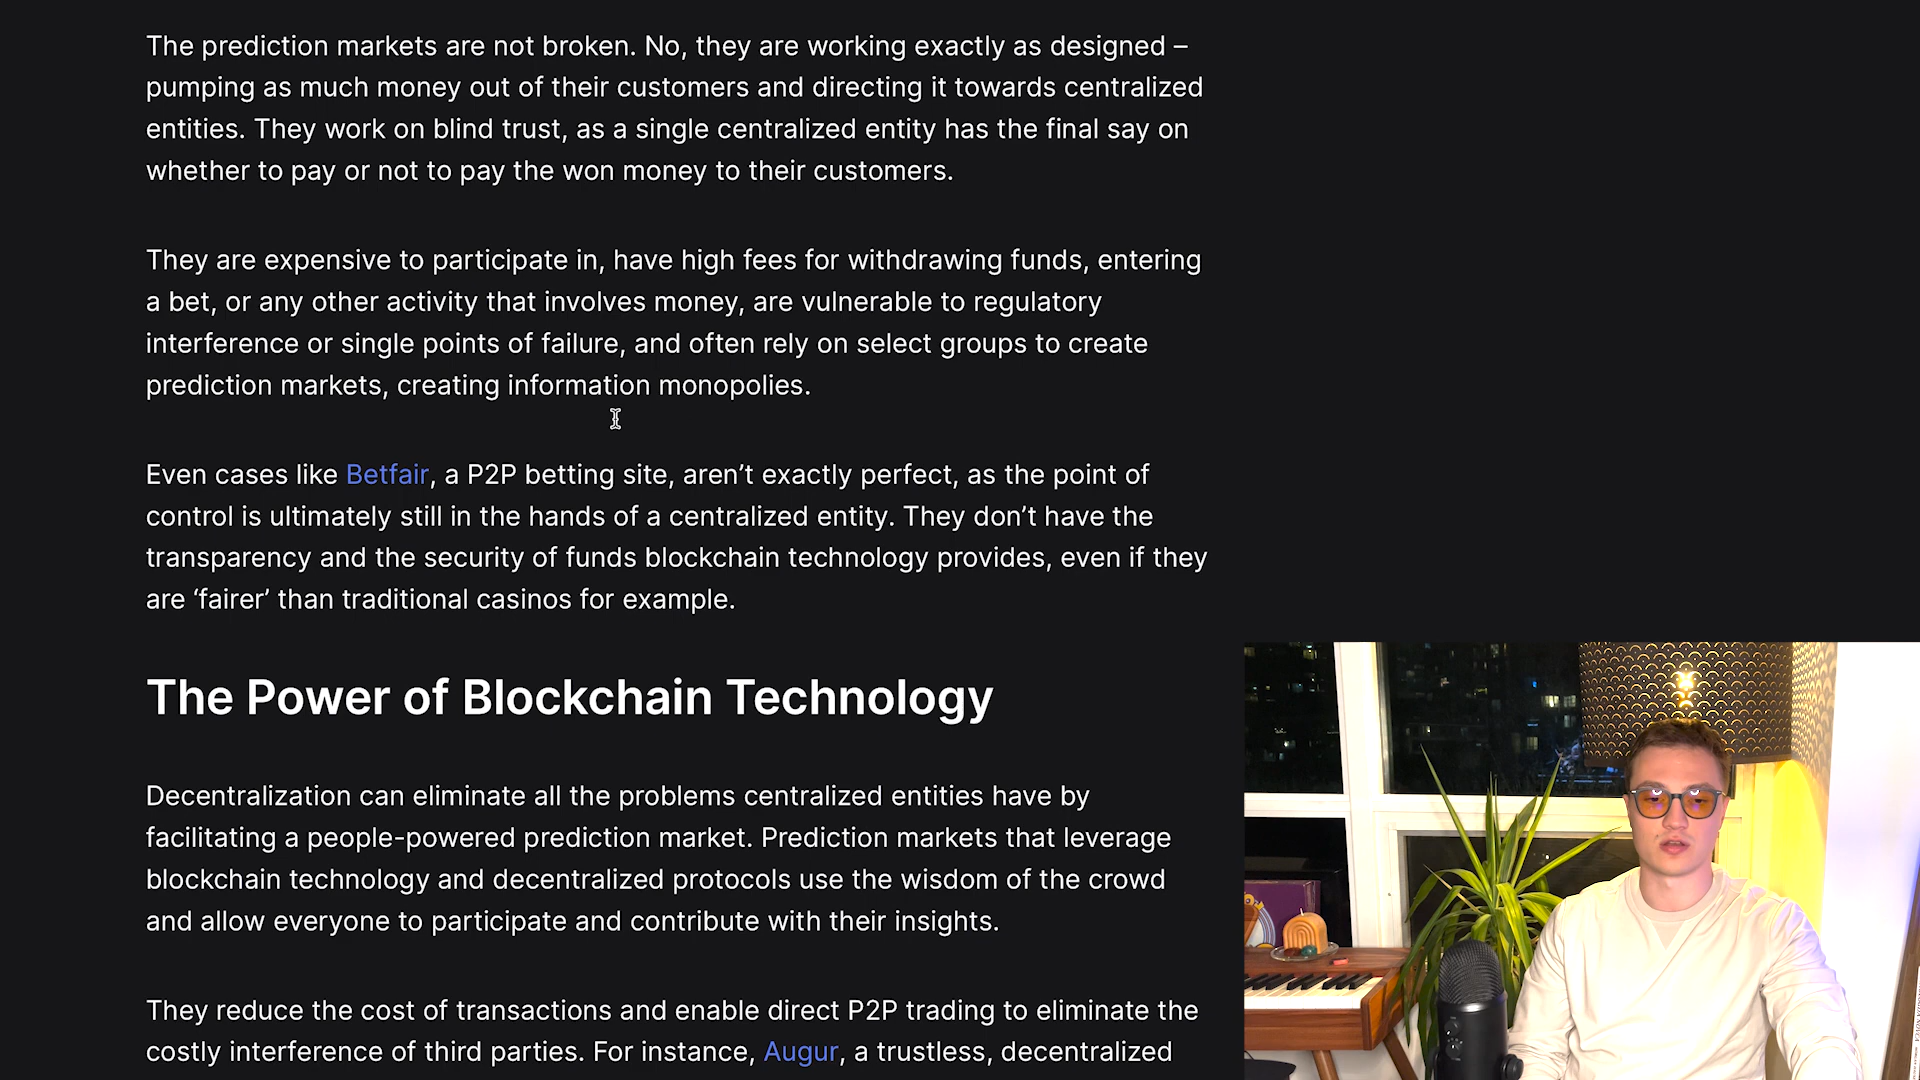 The prediction markets are not broken. No, they are working exactly as designed –
pumping as much money out of their customers and directing it towards centralized
entities. They work on blind trust, as a single centralized entity has the final say on
whether to pay or not to pay the won money to their customers.
They are expensive to participate in, have high fees for withdrawing funds, entering
a bet, or any other activity that involves money, are vulnerable to regulatory
interference or single points of failure, and often rely on select groups to create
prediction markets, creating information monopolies.
Even cases like Betfair, a P2P betting site, aren’t exactly perfect, as the point of
control is ultimately still in the hands of a centralized entity. They don’t have the
transparency and the security of funds blockchain technology provides, even if they
are ‘fairer’ than traditional casinos for example.
The Power of Blockchain Technology
Decentralization can eliminate all the problems centralized entities have by
facilitating a people-powered prediction market. Prediction markets that leverage
blockchain technology and decentralized protocols use the wisdom of the crowd
and allow everyone to participate and contribute with their insights.
They reduce the cost of transactions and enable direct P2P trading to eliminate the
costly interference of third parties. For instance, Augur, a trustless, decentralized